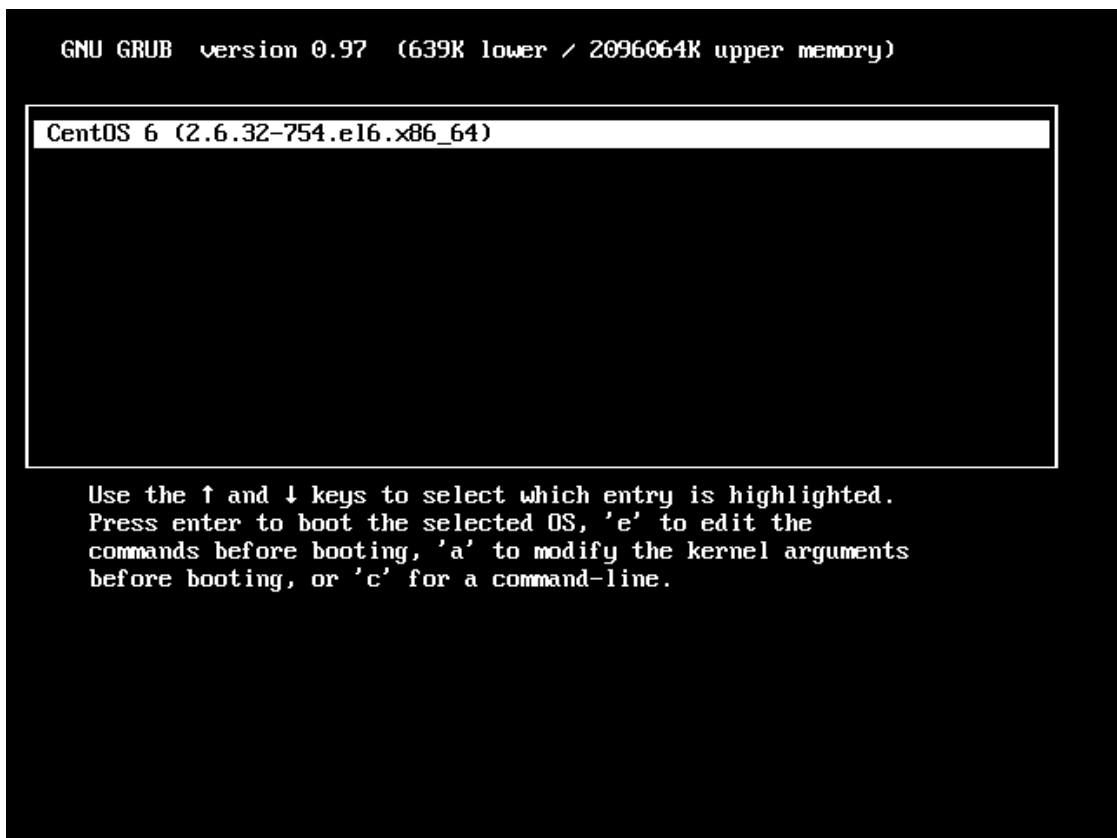 GNU GRUB  version 0.97  (639K lower / 2096064K upper memory)
CentOS 6 (2.6.32-754.el6.x86_64)
Use the ↑ and ↓ keys to select which entry is highlighted.
Press enter to boot the selected OS, 'e' to edit the
commands before booting, 'a' to modify the kernel arguments
before booting, or 'c' for a command-line.